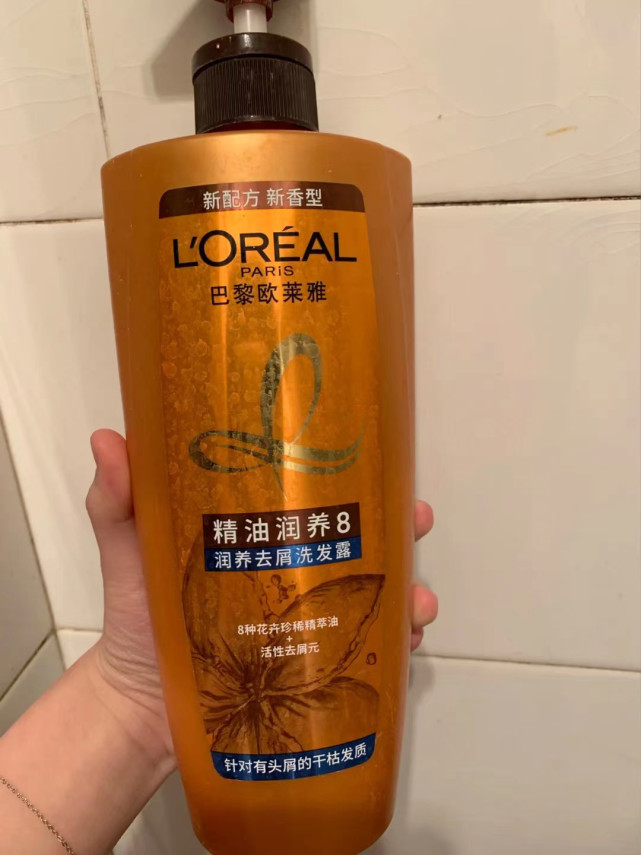 新配方 新香型
L'ORÉAL
PARIS
巴黎欧莱雅
精油润养8
润养去屑洗发露
8种花卉珍稀精萃油
+
活性去屑元
针对有头屑的干枯发质